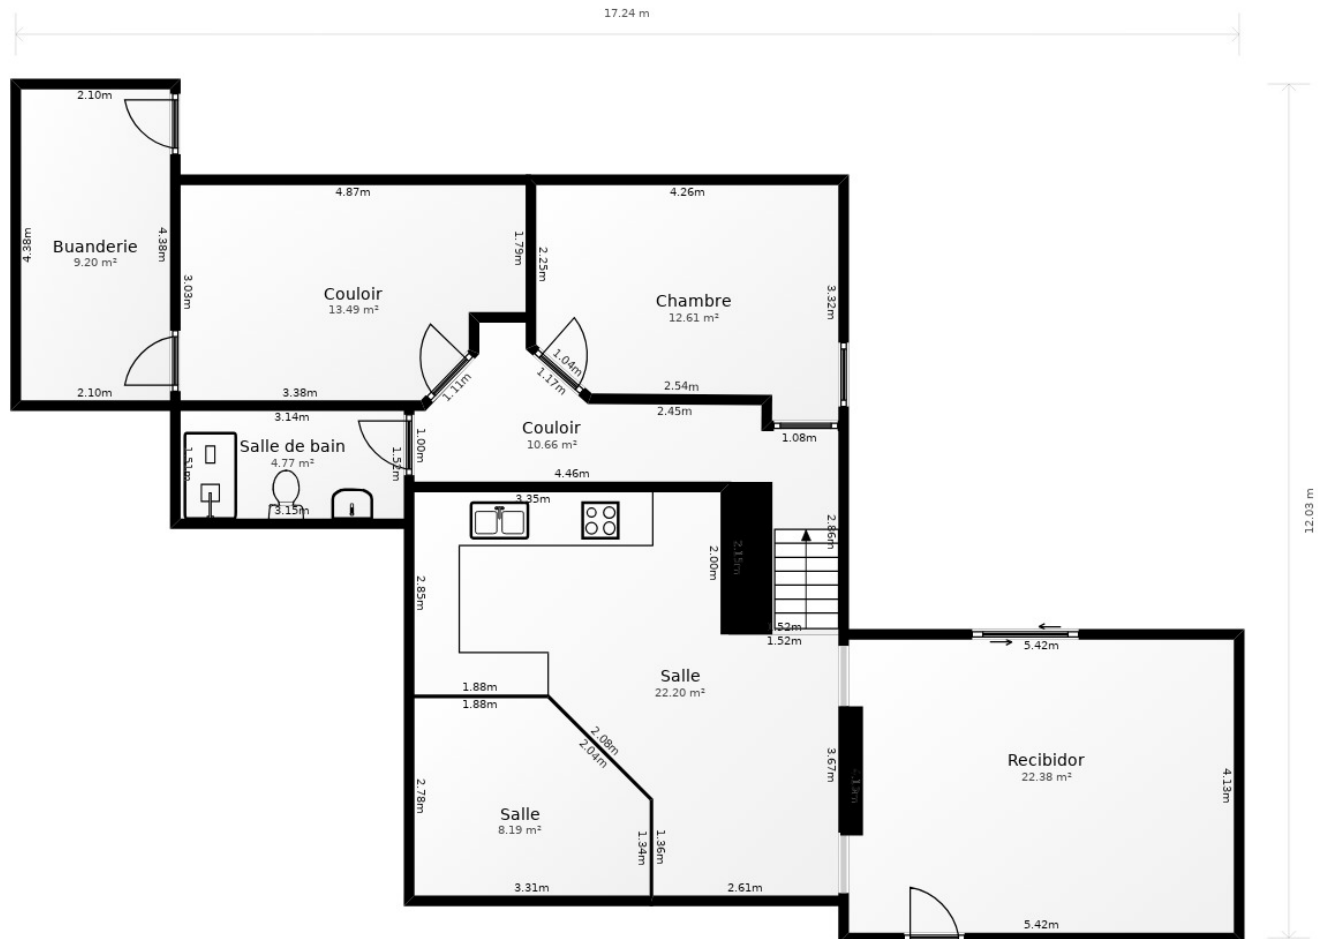 17.24 m
2.10m
4.87m
4.26m
4.38m
Buanderie
9.20 m²
4.38m
3.03m
Couloir
13.49 m²
1.79m
2.25m
Chambre
12.61 m²
3.32m
12.03 m
2.10m
3.38m
1.11m
1.04m
1.17m
2.54m
2.45m
3.14m
1.51m
Salle de bain
4.77 m²
1.52m
1.00m
Couloir
10.66 m²
1.08m
4.46m
3.15m
3.35m
2.85m
2.00m
2.15m
2.86m
1.52m
1.52m
5.42m
Salle
22.20 m²
1.88m
1.88m
2.08m
2.04m
3.67m
4.13m
Recibidor
22.38 m²
4.13m
2.78m
Salle
8.19 m²
1.34m
1.36m
3.31m
2.61m
5.42m